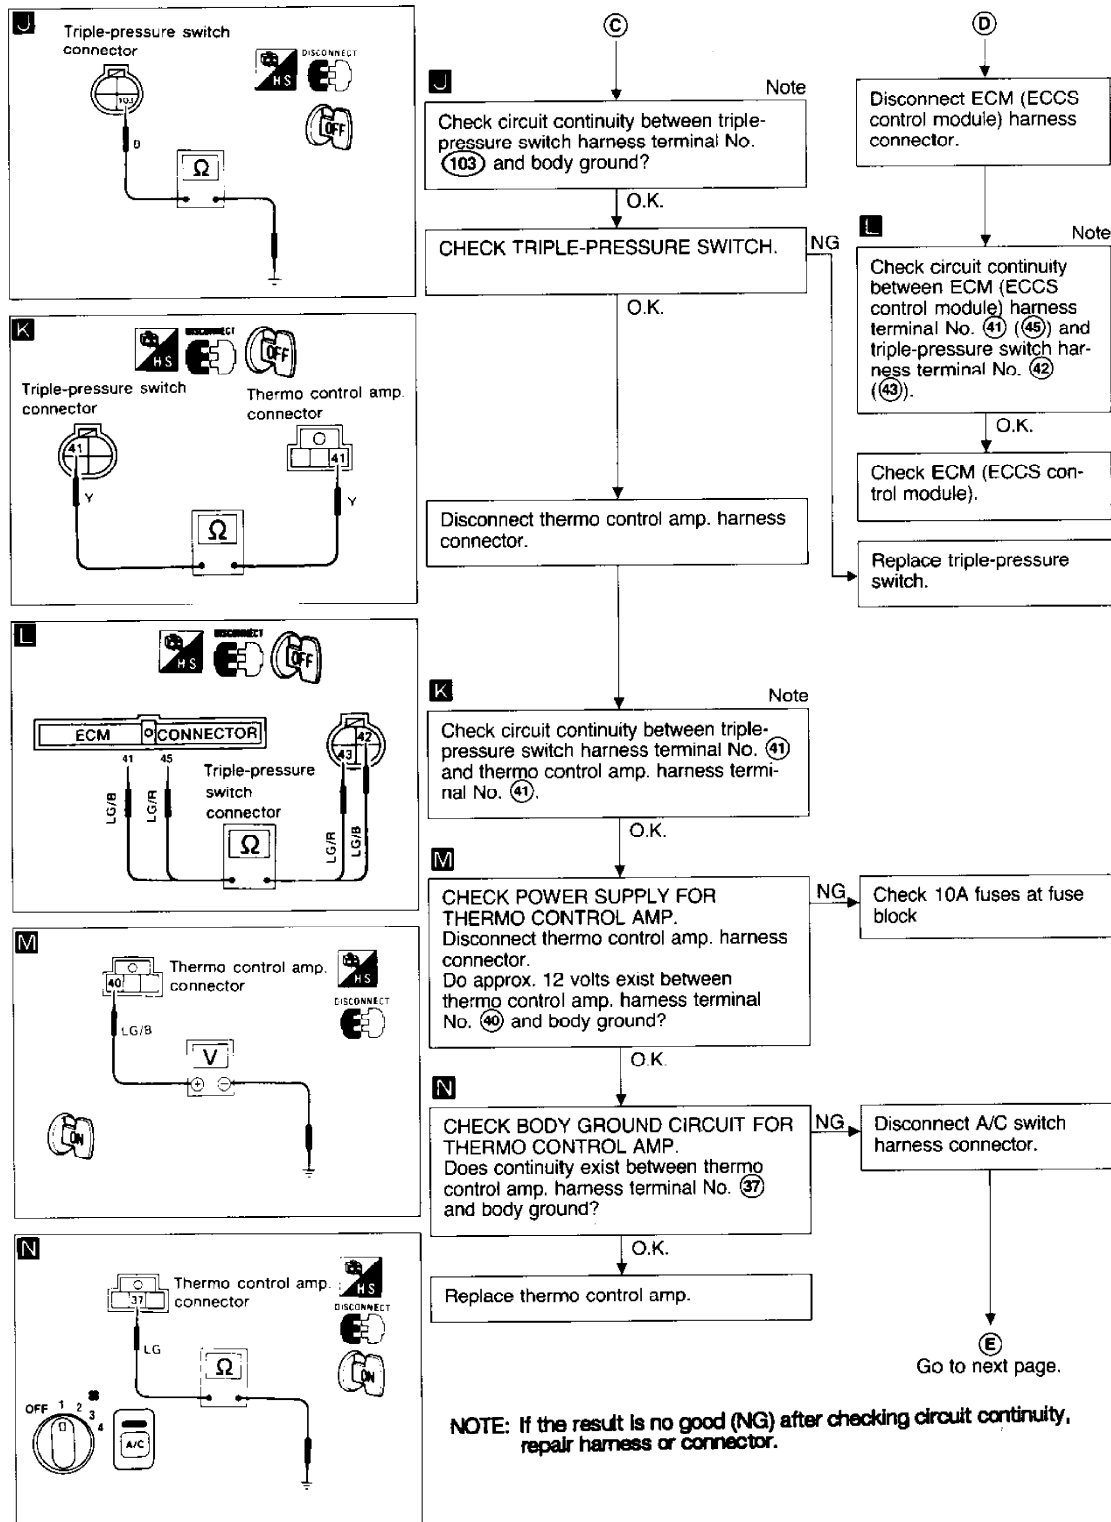 J
Triple-pressure switch
connector
H S
DISCONNECT
OFF
103
B
Ω
K
H S
DISCONNECT
OFF
Triple-pressure switch
connector
Thermo control amp.
connector
41
41
Y
Y
Ω
L
H S
DISCONNECT
OFF
ECM CONNECTOR
41 45
42
43
Triple-pressure
switch
connector
LG/B
LG/R
Ω
LG/R
LG/B
M
Thermo control amp.
connector
H S
DISCONNECT
40
LG/B
V
+ −
ON
N
Thermo control amp.
connector
H S
DISCONNECT
ON
37
LG
Ω
OFF 1 2 3 4
A/C
C
J
Note
Check circuit continuity between triple-
pressure switch harness terminal No.
103 and body ground?
O.K.
CHECK TRIPLE-PRESSURE SWITCH.
NG
O.K.
Disconnect thermo control amp. harness
connector.
K
Note
Check circuit continuity between triple-
pressure switch harness terminal No. 41
and thermo control amp. harness termi-
nal No. 41.
O.K.
M
CHECK POWER SUPPLY FOR
THERMO CONTROL AMP.
Disconnect thermo control amp. harness
connector.
Do approx. 12 volts exist between
thermo control amp. harness terminal
No. 40 and body ground?
NG
Check 10A fuses at fuse
block
O.K.
N
CHECK BODY GROUND CIRCUIT FOR
THERMO CONTROL AMP.
Does continuity exist between thermo
control amp. harness terminal No. 37
and body ground?
NG
Disconnect A/C switch
harness connector.
O.K.
Replace thermo control amp.
D
Disconnect ECM (ECCS
control module) harness
connector.
L
Note
Check circuit continuity
between ECM (ECCS
control module) harness
terminal No. 41 (45) and
triple-pressure switch har-
ness terminal No. 42
(43).
O.K.
Check ECM (ECCS con-
trol module).
Replace triple-pressure
switch.
E
Go to next page.
NOTE: If the result is no good (NG) after checking circuit continuity,
repair harness or connector.